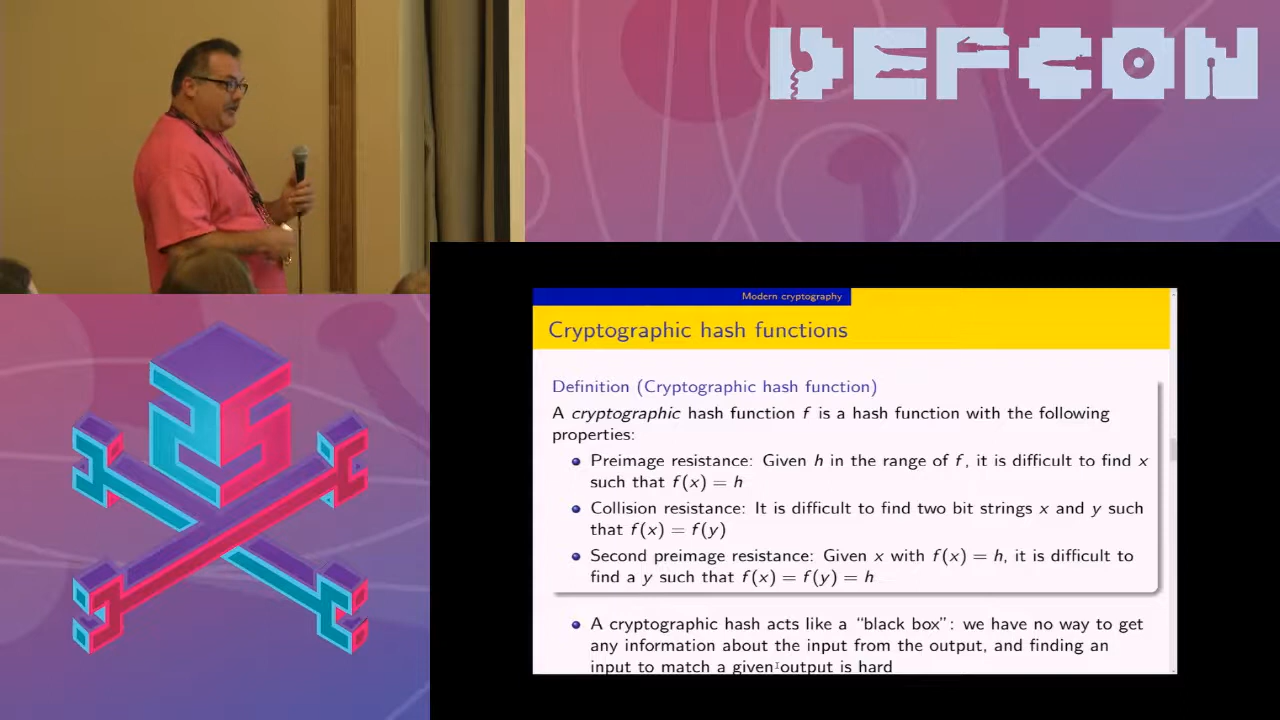 DEFCON
Modern cryptography
Cryptographic hash functions
Definition (Cryptographic hash function)
A cryptographic hash function f is a hash function with the following
properties:
Preimage resistance: Given h in the range of f, it is difficult to find x
such that f(x) = h
Collision resistance: It is difficult to find two bit strings x and y such
that f(x) = f(y)
Second preimage resistance: Given x with f(x) = h, it is difficult to
find a y such that f(x) = f(y) = h
A cryptographic hash acts like a “black box”: we have no way to get
any information about the input from the output, and finding an
input to match a given output is hard